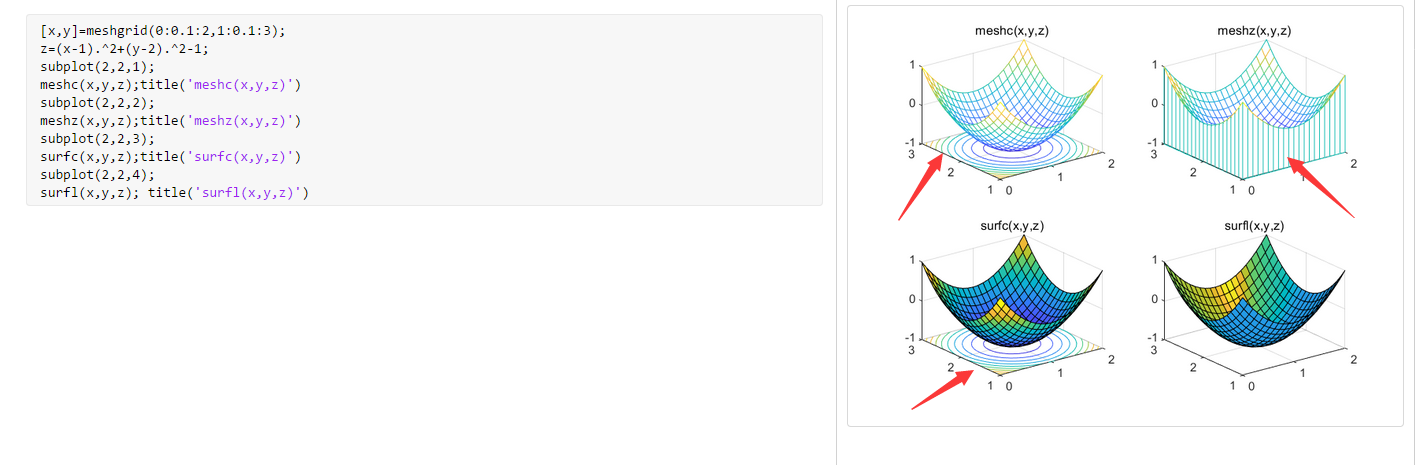 [x,y]=meshgrid(0:0.1:2,1:0.1:3);
z=(x-1).^2+(y-2).^2-1;
subplot(2,2,1);
meshc(x,y,z);title('meshc(x,y,z)')
subplot(2,2,2);
meshz(x,y,z);title('meshz(x,y,z)')
subplot(2,2,3);
surfc(x,y,z);title('surfc(x,y,z)')
subplot(2,2,4);
surfl(x,y,z); title('surfl(x,y,z)')
meshc(x,y,z)
1
0
-1
3
2
1
0
1
2
meshz(x,y,z)
1
0
-1
3
2
1
0
1
2
surfc(x,y,z)
1
0
-1
3
2
1
0
1
2
surfl(x,y,z)
1
0
-1
3
2
1
0
1
2